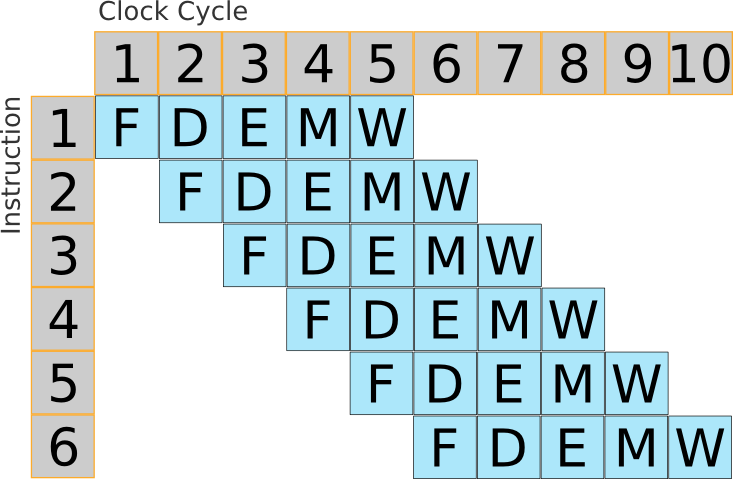 Clock Cycle
1 2 3 4 5 6 7 8 9 10
Instruction
1 F D E M W
2 F D E M W
3 F D E M W
4 F D E M W
5 F D E M W
6 F D E M W